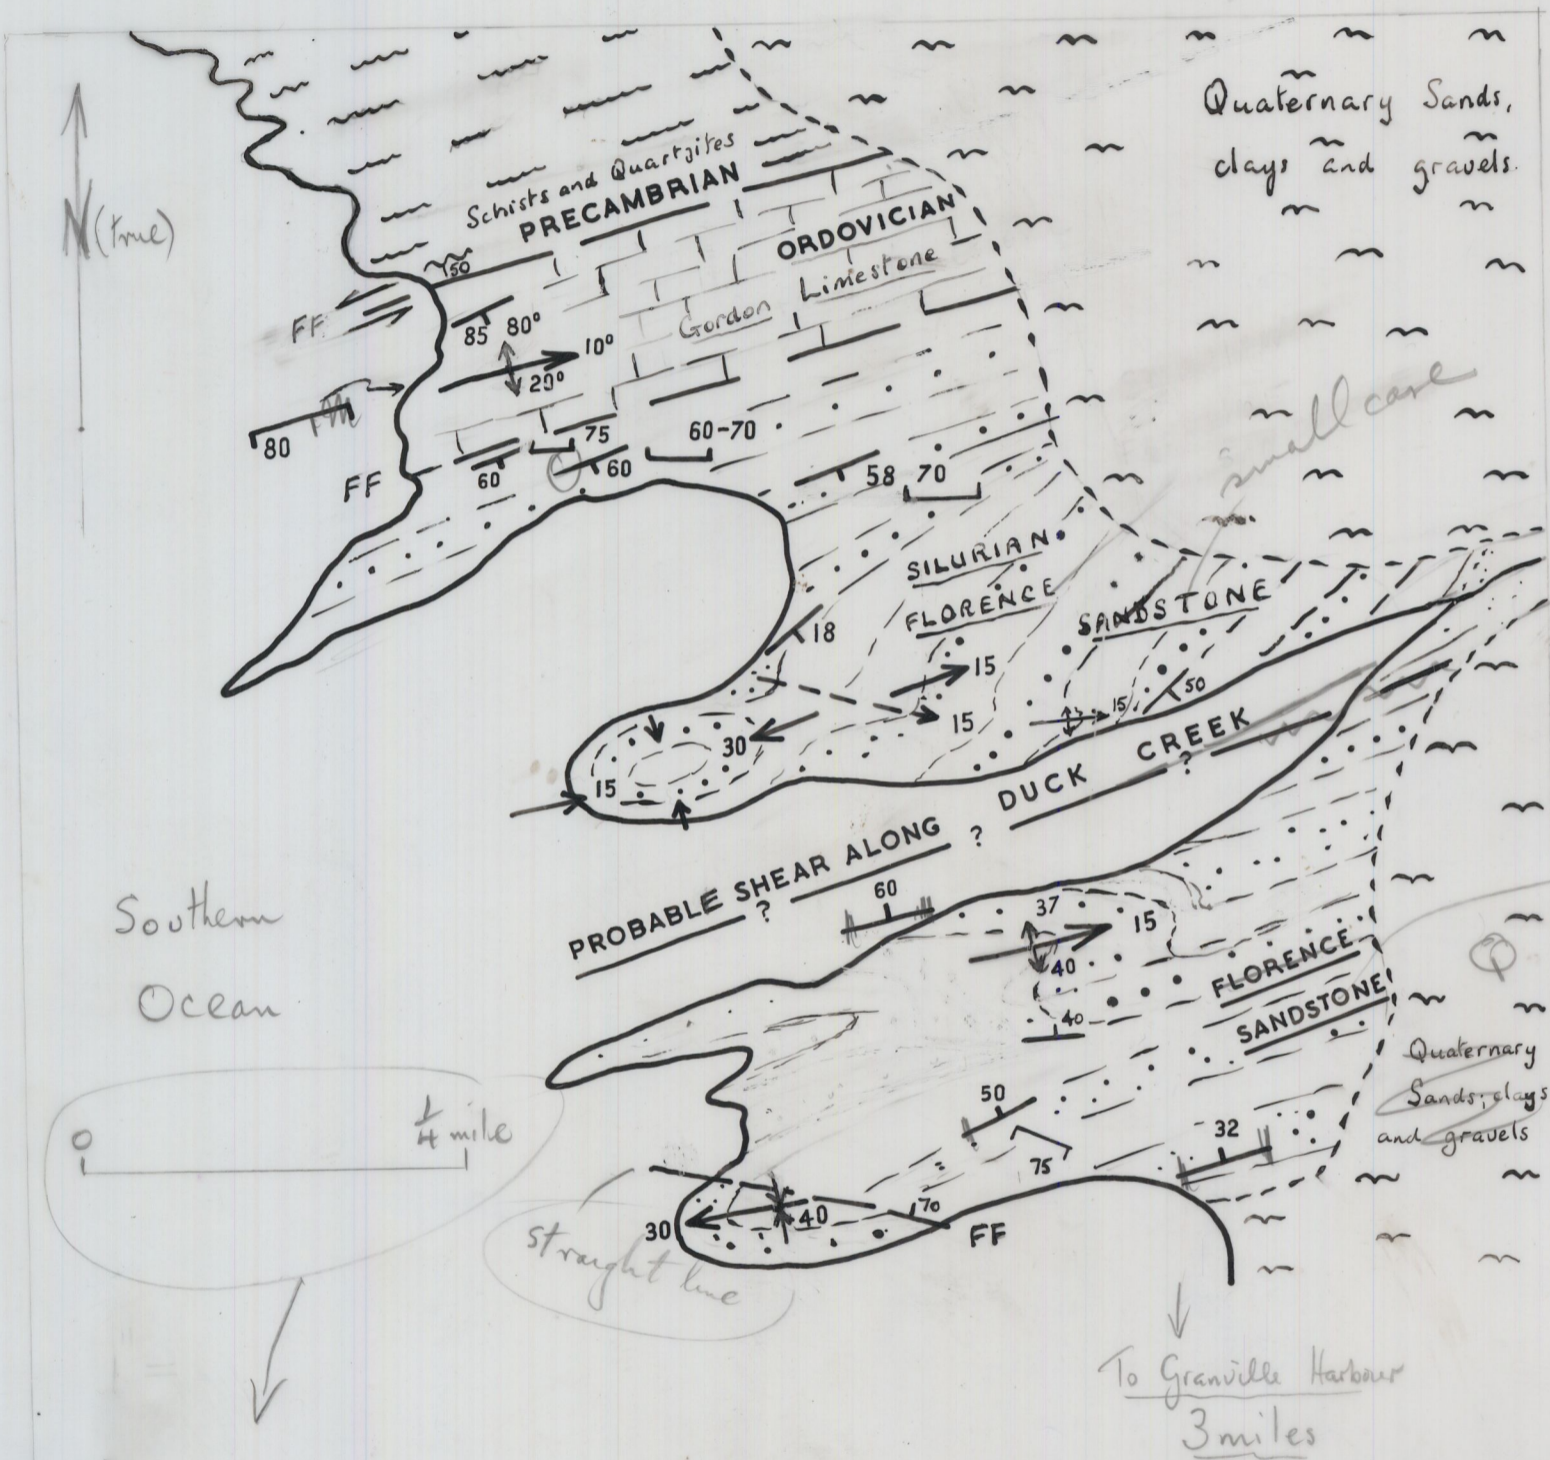 Quaternary Sands,
clays and gravels.
N (true)
Schists and Quartzites
PRECAMBRIAN
50
ORDOVICIAN
Gordon Limestone
FF
85 80°
10°
20°
80
75
60-70
FF
60
60
58 70
small case
SILURIAN
FLORENCE SANDSTONE
18
15
50
15
15
30
15
PROBABLE SHEAR ALONG ? DUCK CREEK
?
?
60
37
15
40
40
FLORENCE
SANDSTONE
Q
Southern
Ocean
Quaternary
Sands, clays
and gravels
0
1/4 mile
50
32
75
70
40
30
FF
straight line
To Granville Harbour
3 miles